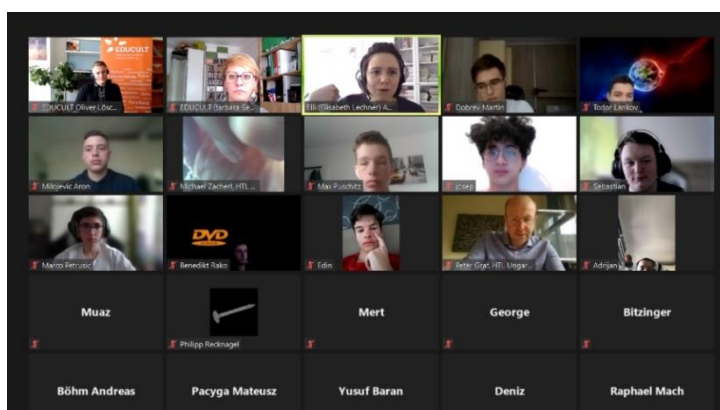 EDUCULT
EDUCULT Oliver Lösc...
EDUCULT Barbara Se...
Elli (Elisabeth Lechner) A...
Dobrev Martin
Todor Lankov
Milojevic Aron
Michael Zacherl, HTL ...
Max Puschitz
Josep
Sebastian
Marco Petrusic
DVD
Benedikt Rako
Edin
Peter Graf, HTL Ungar...
Adrijan
Muaz
Philipp Recknagel
Mert
George
Bitzinger
Böhm Andreas
Pacyga Mateusz
Yusuf Baran
Deniz
Raphael Mach